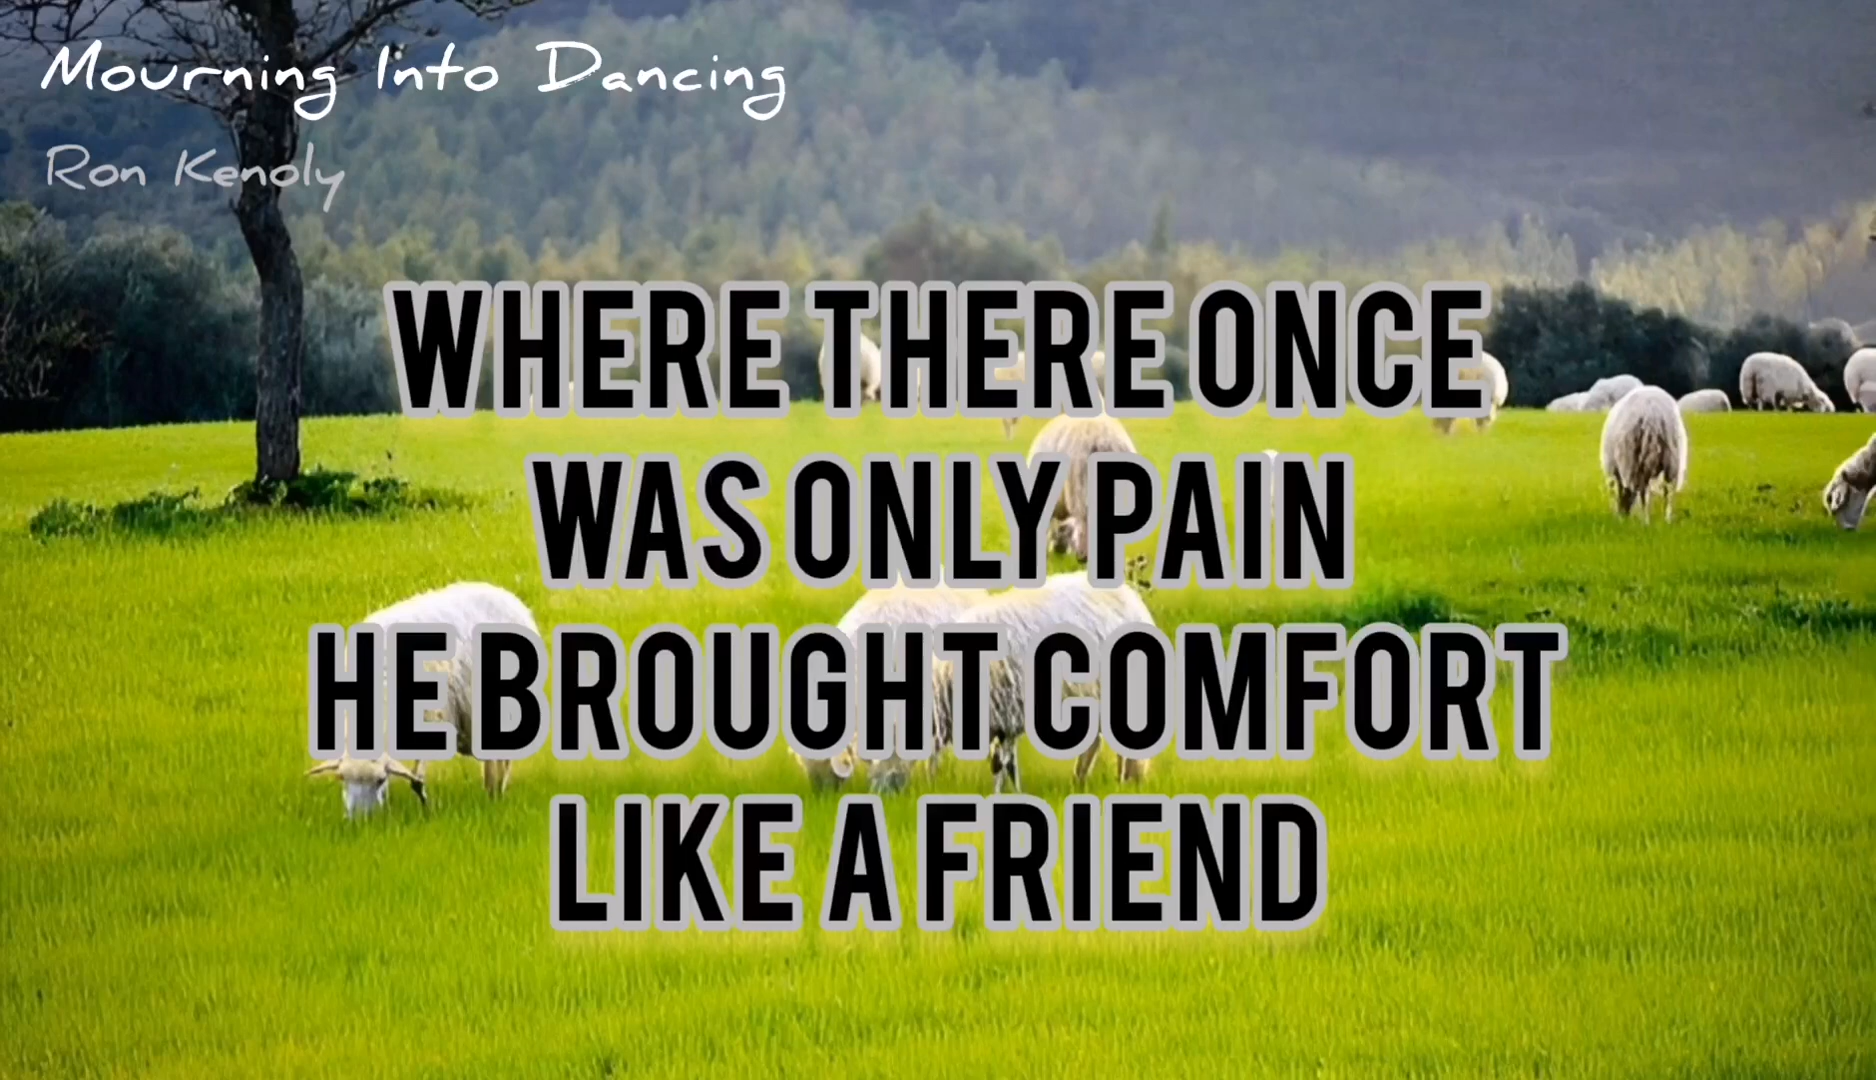 Mourning Into Dancing
Ron Kenoly
WHERE THERE ONCE
WAS ONLY PAIN
HE BROUGHT COMFORT
LIKE A FRIEND